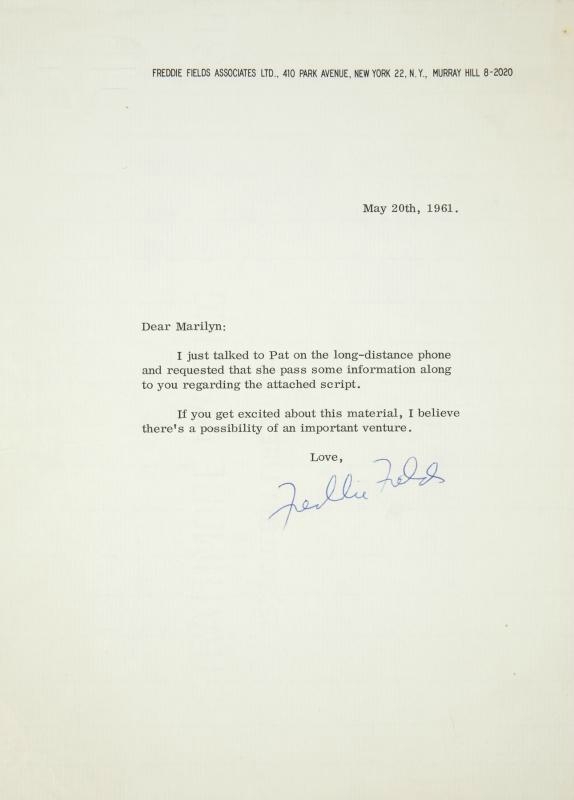 FREDDIE FIELDS ASSOCIATES LTD., 410 PARK AVENUE, NEW YORK 22, N.Y., MURRAY HILL 8-2020
May 20th, 1961.
Dear Marilyn:
I just talked to Pat on the long-distance phone
and requested that she pass some information along
to you regarding the attached script.
If you get excited about this material, I believe
there's a possibility of an important venture.
Love,
Freddie Fields